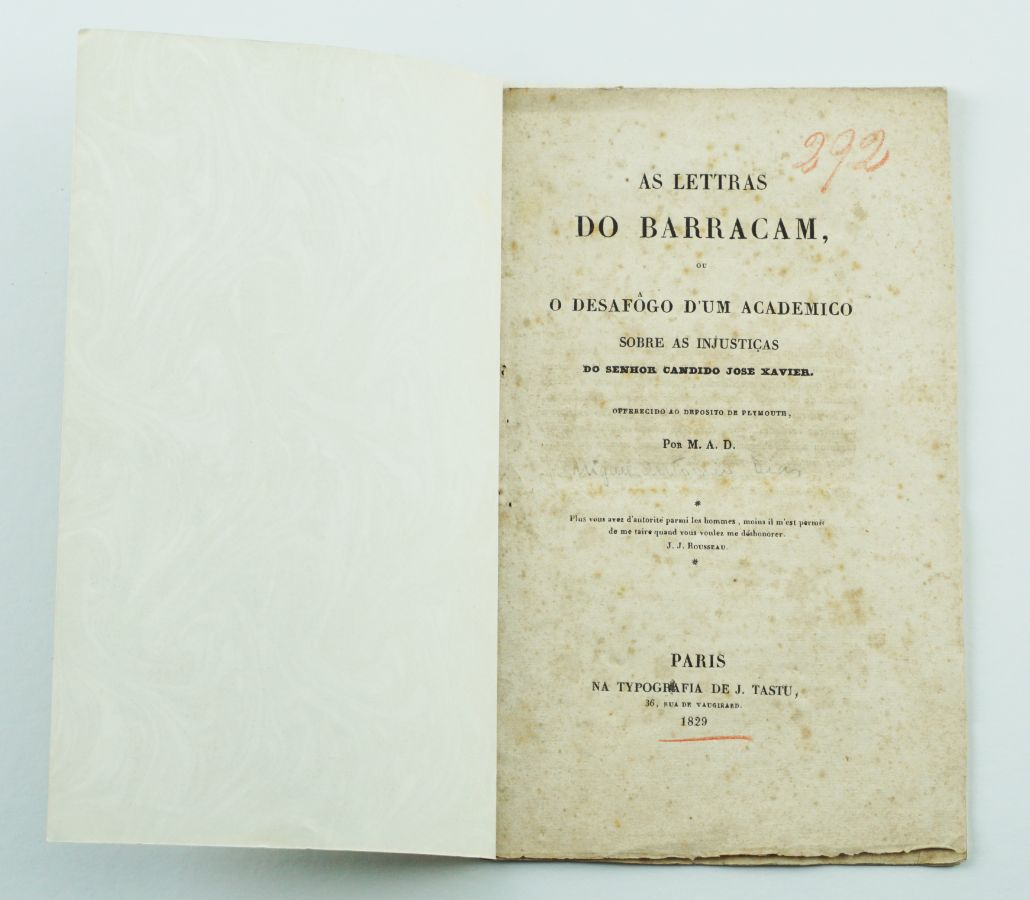 292
AS LETTRAS
DO BARRACAM,
OU
O DESAFÔGO D'UM ACADEMICO
SOBRE AS INJUSTIÇAS
DO SENHOR CANDIDO JOSE XAVIER.
OFFERECIDO AO DEPOSITO DE PLYMOUTH,
POR M. A. D.
*
Plus vous avez d'autorité parmi les hommes, moins il m'est permis
de me taire quand vous voulez me déshonorer.
J. J. ROUSSEAU.
*
PARIS
NA TYPOGRAFIA DE J. TASTU,
36, RUA DE VAUGIRARD.
1829